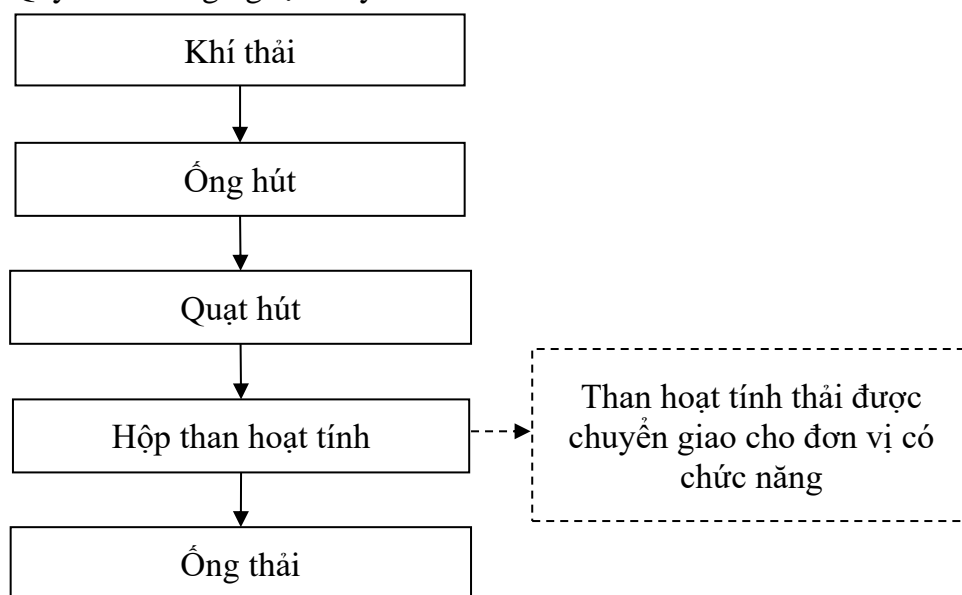 Khí thải
Ống hút
Quạt hút
Hộp than hoạt tính
Than hoạt tính thải được
chuyển giao cho đơn vị có
chức năng
Ống thải